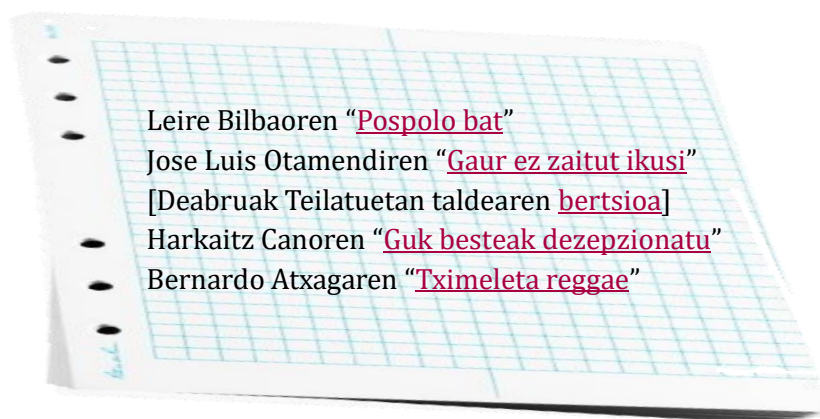 Leire Bilbaoren “Pospolo bat”
Jose Luis Otamendiren “Gaur ez zaitut ikusi”
[Deabruak Teilatuetan taldearen bertsioa]
Harkaitz Canoren “Guk besteak dezepzionatu”
Bernardo Atxagaren “Tximeleta reggae”